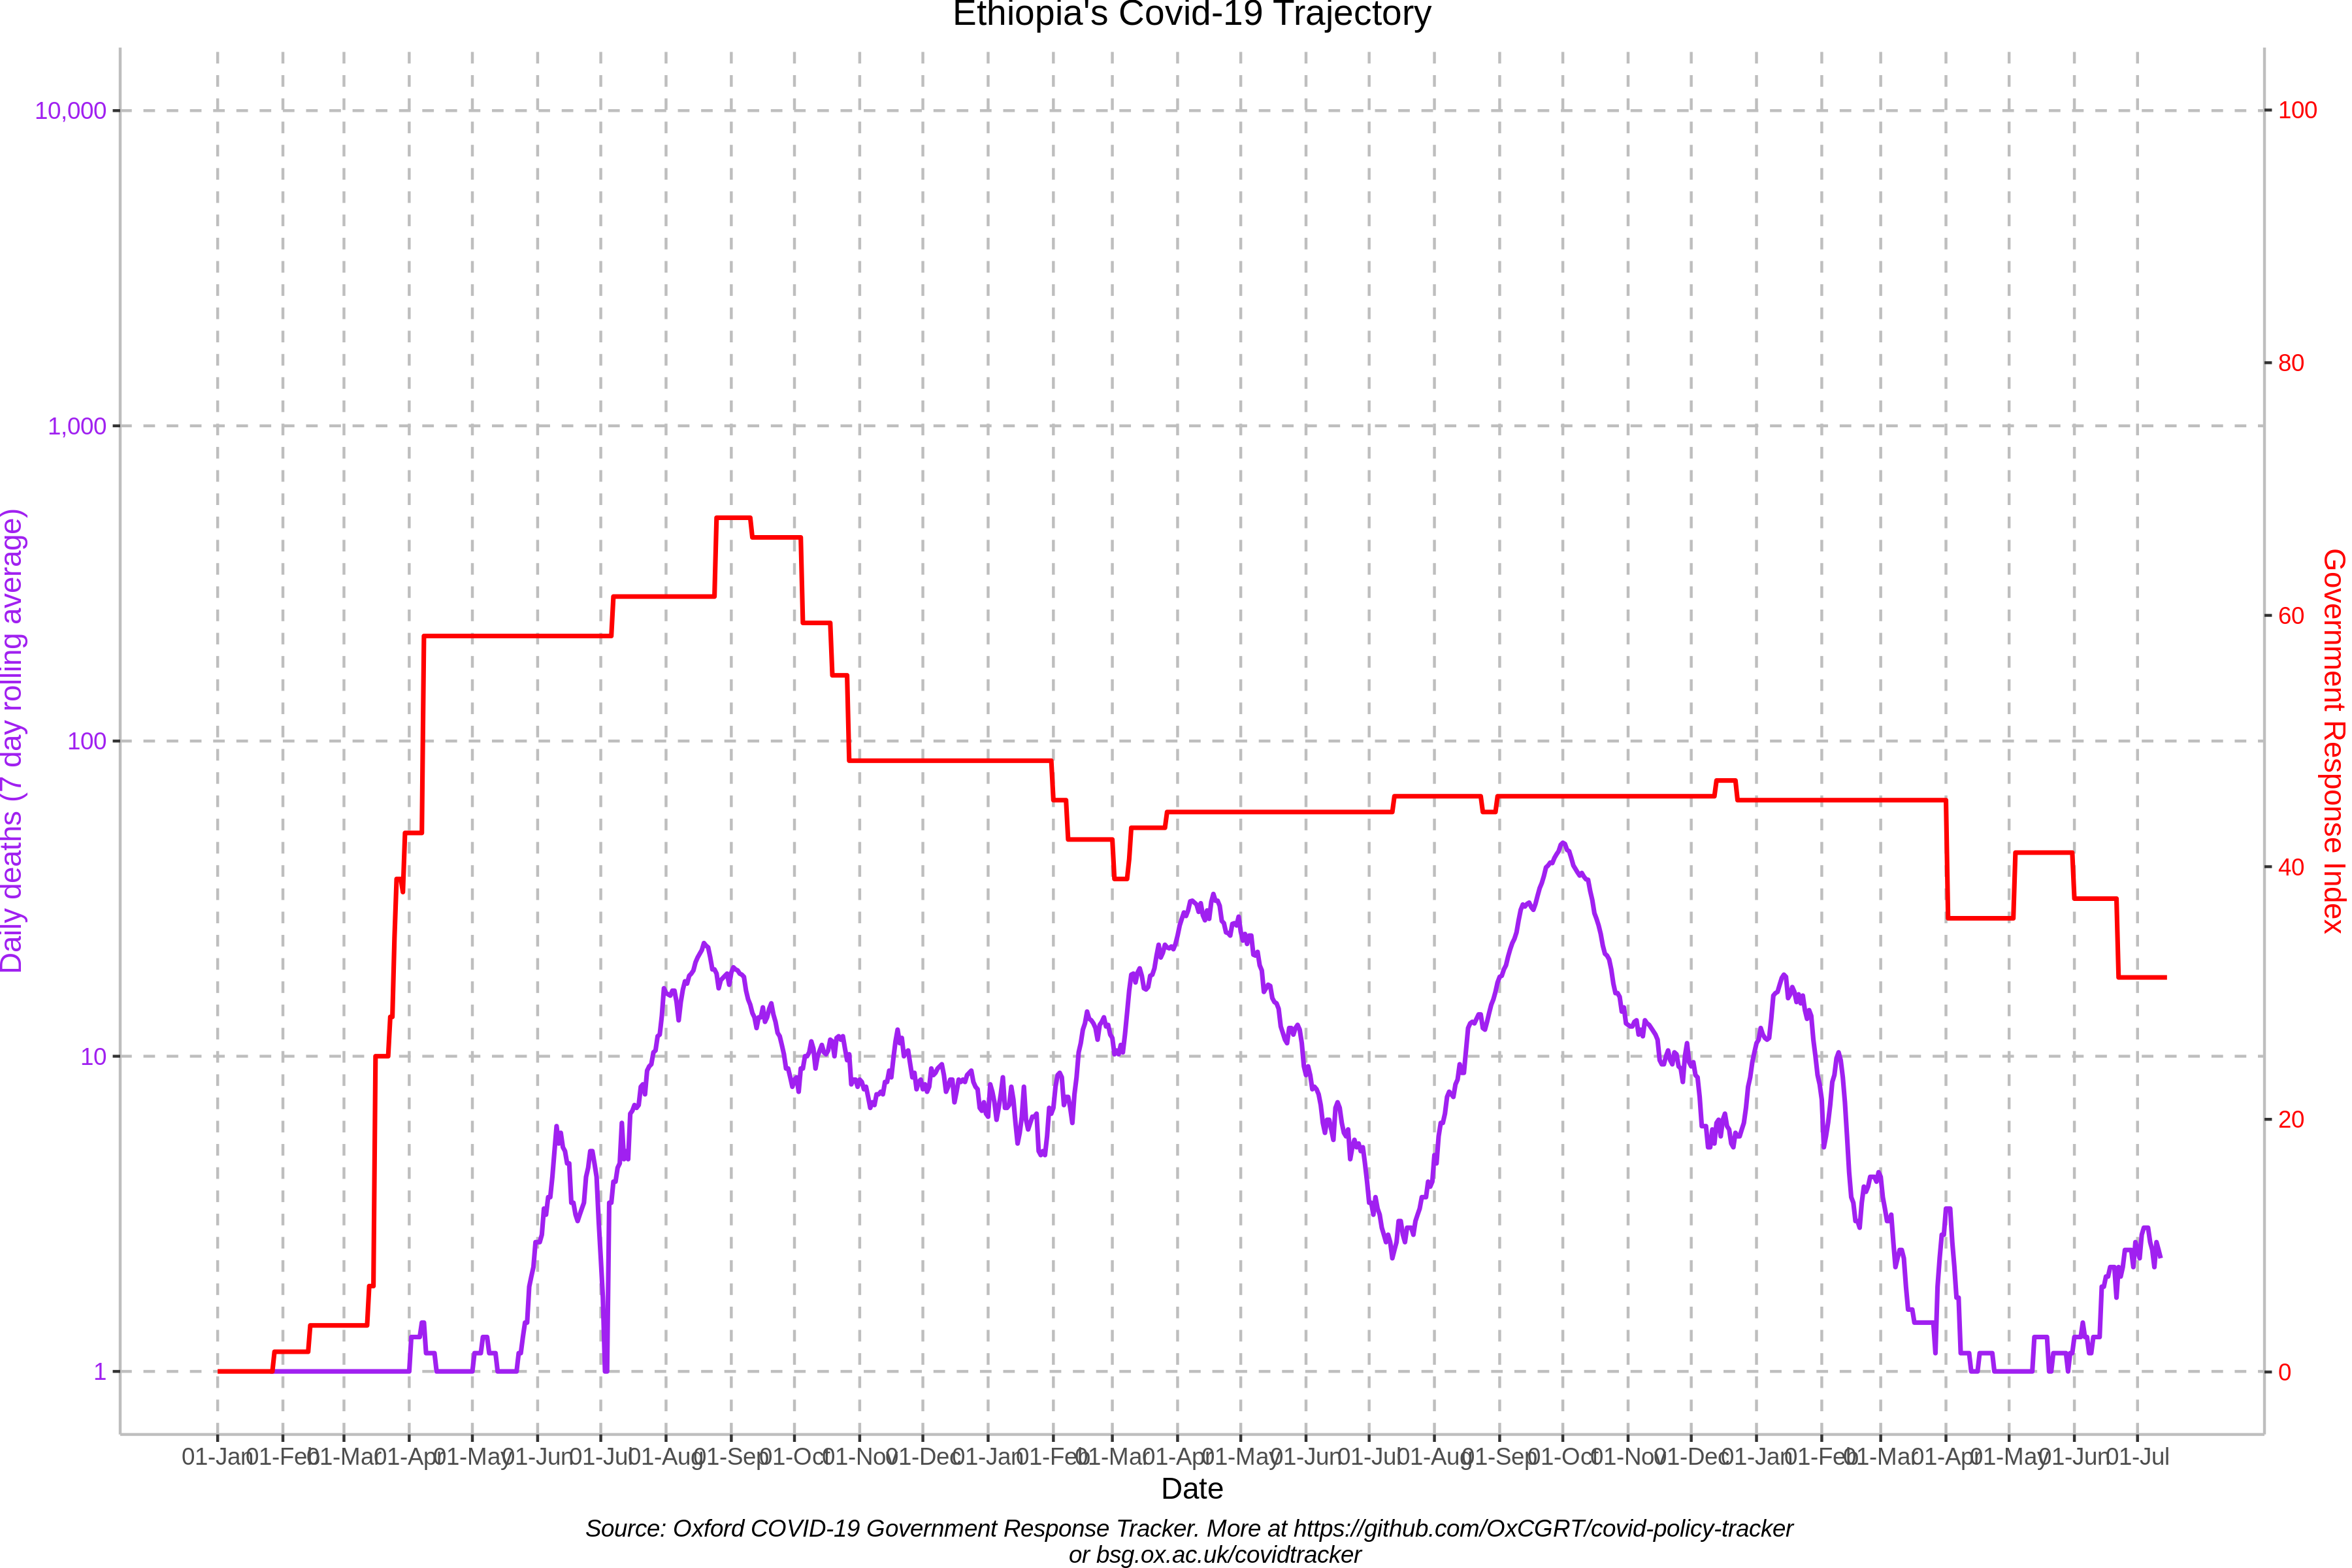 Ethiopia's Covid-19 Trajectory
10,000
1,000
100
10
1
Daily deaths (7 day rolling average)
100
80
60
40
20
0
Government Response Index
01-Jan 01-Feb 01-Mar 01-Apr 01-May 01-Jun 01-Jul 01-Aug 01-Sep 01-Oct 01-Nov 01-Dec 01-Jan 01-Feb 01-Mar 01-Apr 01-May 01-Jun 01-Jul 01-Aug 01-Sep 01-Oct 01-Nov 01-Dec 01-Jan 01-Feb 01-Mar 01-Apr 01-May 01-Jun 01-Jul
Date
Source: Oxford COVID-19 Government Response Tracker. More at https://github.com/OxCGRT/covid-policy-tracker
or bsg.ox.ac.uk/covidtracker